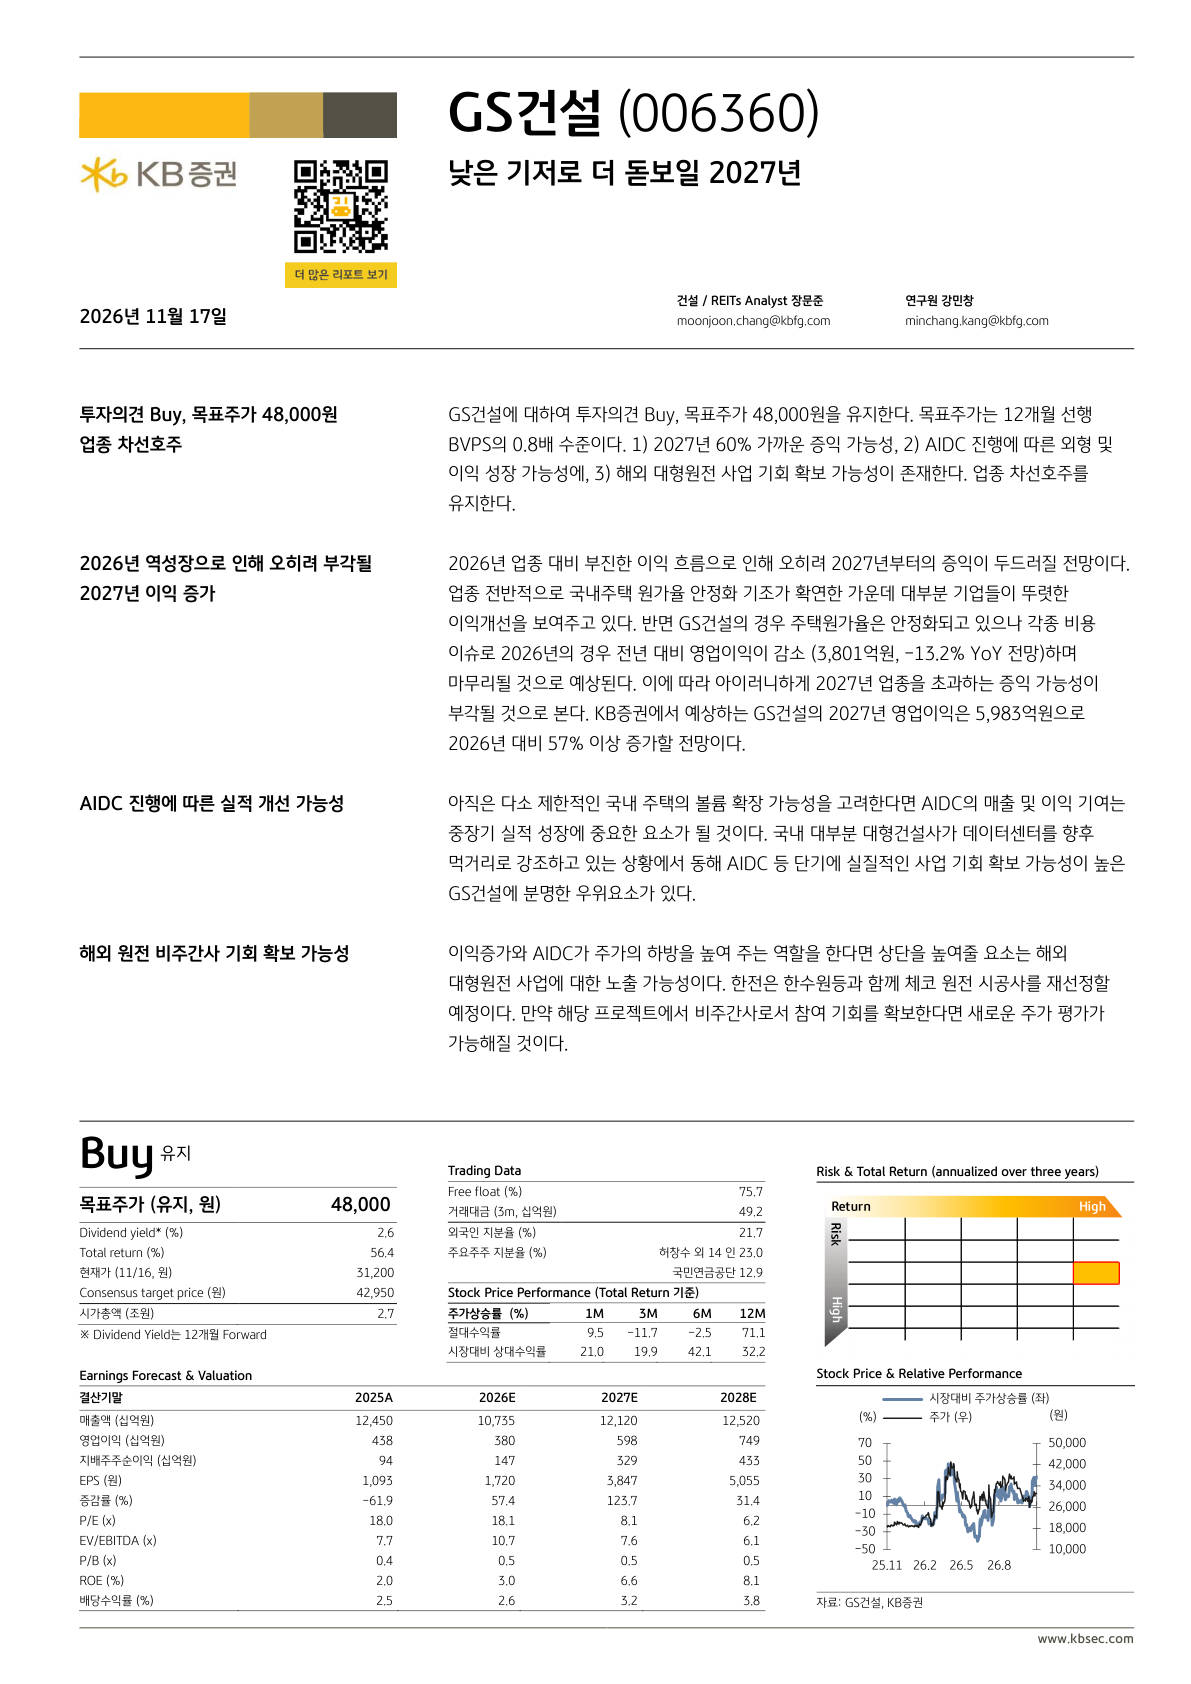 GS건설 (006360)
낮은 기저로 더 돋보일 2027년
KB증권
더 많은 리포트 보기
2026년 11월 17일
건설 / REITs Analyst 장문준
moonjoon.chang@kbfg.com
연구원 강민창
minchang.kang@kbfg.com
투자의견 Buy, 목표주가 48,000원
업종 차선호주
GS건설에 대하여 투자의견 Buy, 목표주가 48,000원을 유지한다. 목표주가는 12개월 선행
BVPS의 0.8배 수준이다. 1) 2027년 60% 가까운 증익 가능성, 2) AIDC 진행에 따른 외형 및
이익 성장 가능성에, 3) 해외 대형원전 사업 기회 확보 가능성이 존재한다. 업종 차선호주를
유지한다.
2026년 역성장으로 인해 오히려 부각될
2027년 이익 증가
2026년 업종 대비 부진한 이익 흐름으로 인해 오히려 2027년부터의 증익이 두드러질 전망이다.
업종 전반적으로 국내주택 원가율 안정화 기조가 확연한 가운데 대부분 기업들이 뚜렷한
이익개선을 보여주고 있다. 반면 GS건설의 경우 주택원가율은 안정화되고 있으나 각종 비용
이슈로 2026년의 경우 전년 대비 영업이익이 감소 (3,801억원, -13.2% YoY 전망)하며
마무리될 것으로 예상된다. 이에 따라 아이러니하게 2027년 업종을 초과하는 증익 가능성이
부각될 것으로 본다. KB증권에서 예상하는 GS건설의 2027년 영업이익은 5,983억원으로
2026년 대비 57% 이상 증가할 전망이다.
AIDC 진행에 따른 실적 개선 가능성
아직은 다소 제한적인 국내 주택의 볼륨 확장 가능성을 고려한다면 AIDC의 매출 및 이익 기여는
중장기 실적 성장에 중요한 요소가 될 것이다. 국내 대부분 대형건설사가 데이터센터를 향후
먹거리로 강조하고 있는 상황에서 동해 AIDC 등 단기에 실질적인 사업 기회 확보 가능성이 높은
GS건설에 분명한 우위요소가 있다.
해외 원전 비주간사 기회 확보 가능성
이익증가와 AIDC가 주가의 하방을 높여 주는 역할을 한다면 상단을 높여줄 요소는 해외
대형원전 사업에 대한 노출 가능성이다. 한전은 한수원등과 함께 체코 원전 시공사를 재선정할
예정이다. 만약 해당 프로젝트에서 비주간사로서 참여 기회를 확보한다면 새로운 주가 평가가
가능해질 것이다.
Buy 유지
목표주가 (유지, 원) 48,000
Dividend yield* (%) 2.6
Total return (%) 56.4
현재가 (11/16, 원) 31,200
Consensus target price (원) 42,950
시가총액 (조원) 2.7
※ Dividend Yield는 12개월 Forward
Trading Data
Free float (%) 75.7
거래대금 (3m, 십억원) 49.2
외국인 지분율 (%) 21.7
주요주주 지분율 (%) 허창수 외 14 인 23.0
국민연금공단 12.9
Stock Price Performance (Total Return 기준)
주가상승률 (%) 1M 3M 6M 12M
절대수익률 9.5 -11.7 -2.5 71.1
시장대비 상대수익률 21.0 19.9 42.1 32.2
Earnings Forecast & Valuation
결산기말 2025A 2026E 2027E 2028E
매출액 (십억원) 12,450 10,735 12,120 12,520
영업이익 (십억원) 438 380 598 749
지배주주순이익 (십억원) 94 147 329 433
EPS (원) 1,093 1,720 3,847 5,055
증감률 (%) -61.9 57.4 123.7 31.4
P/E (x) 18.0 18.1 8.1 6.2
EV/EBITDA (x) 7.7 10.7 7.6 6.1
P/B (x) 0.4 0.5 0.5 0.5
ROE (%) 2.0 3.0 6.6 8.1
배당수익률 (%) 2.5 2.6 3.2 3.8
Risk & Total Return (annualized over three years)
Return High
Risk
High
Stock Price & Relative Performance
시장대비 주가상승률 (좌)
(%) 주가 (우) (원)
70 50,000
50 42,000
30 34,000
10 26,000
-10 18,000
-30 10,000
-50
25.11 26.2 26.5 26.8
자료: GS건설, KB증권
www.kbsec.com